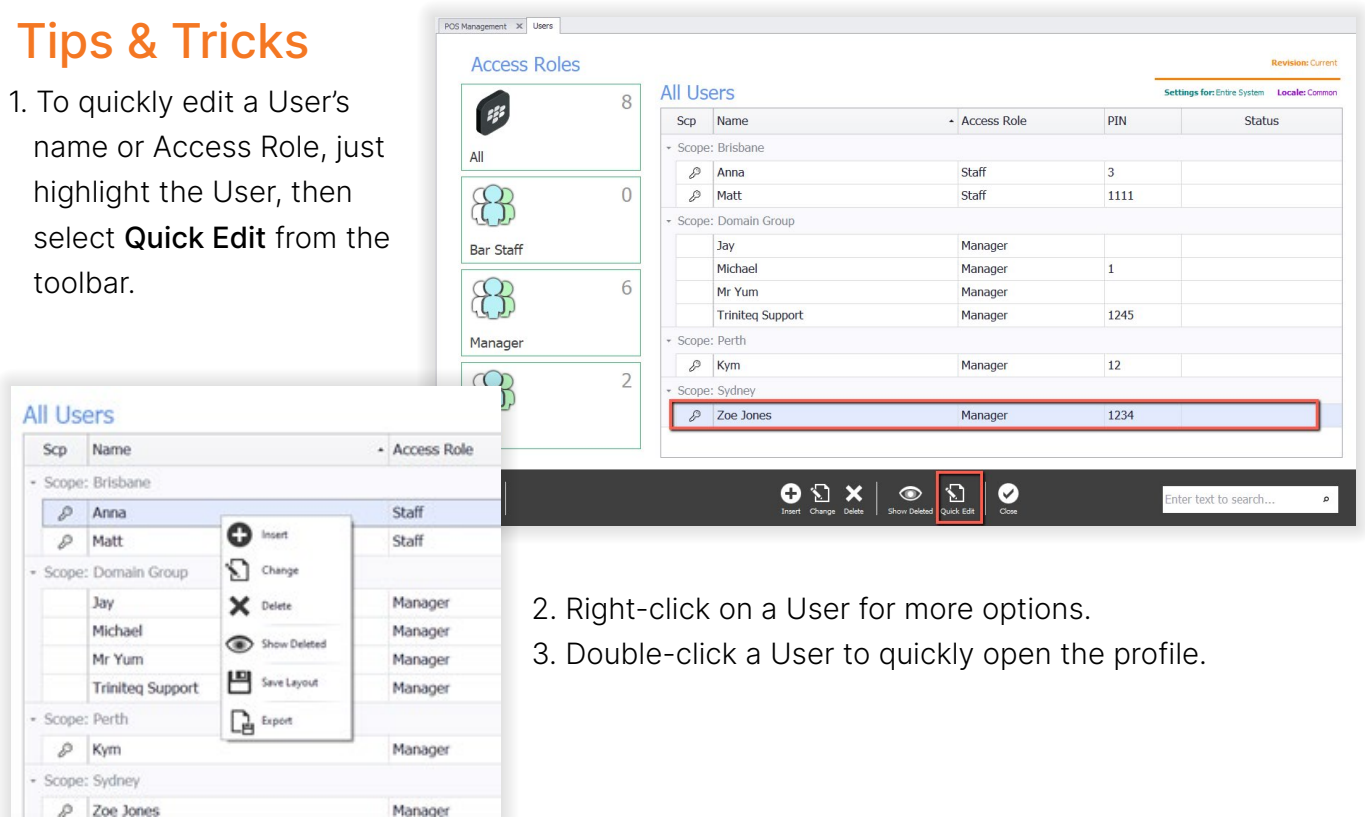 Tips & Tricks
1. To quickly edit a User's
name or Access Role, just
highlight the User, then
select Quick Edit from the
toolbar.
POS Management Users
Access Roles
8
All
0
Bar Staff
6
Manager
2
Revision: Current
All Users
Settings for: Entire System Locale: Common
Scp Name Access Role PIN Status
Scope: Brisbane
Anna Staff 3
Matt Staff 1111
Scope: Domain Group
Jay Manager
Michael Manager 1
Mr Yum Manager
Triniteq Support Manager 1245
Scope: Perth
Kym Manager 12
Scope: Sydney
Zoe Jones Manager 1234
Insert Change Delete Show Deleted Quick Edit Close
Enter text to search...
All Users
Scp Name Access Role
Scope: Brisbane
Anna Staff
Matt Staff
Scope: Domain Group
Jay Manager
Michael Manager
Mr Yum Manager
Triniteq Support Manager
Scope: Perth
Kym Manager
Scope: Sydney
Zoe Jones Manager
Insert
Change
Delete
Show Deleted
Save Layout
Export
2. Right-click on a User for more options.
3. Double-click a User to quickly open the profile.